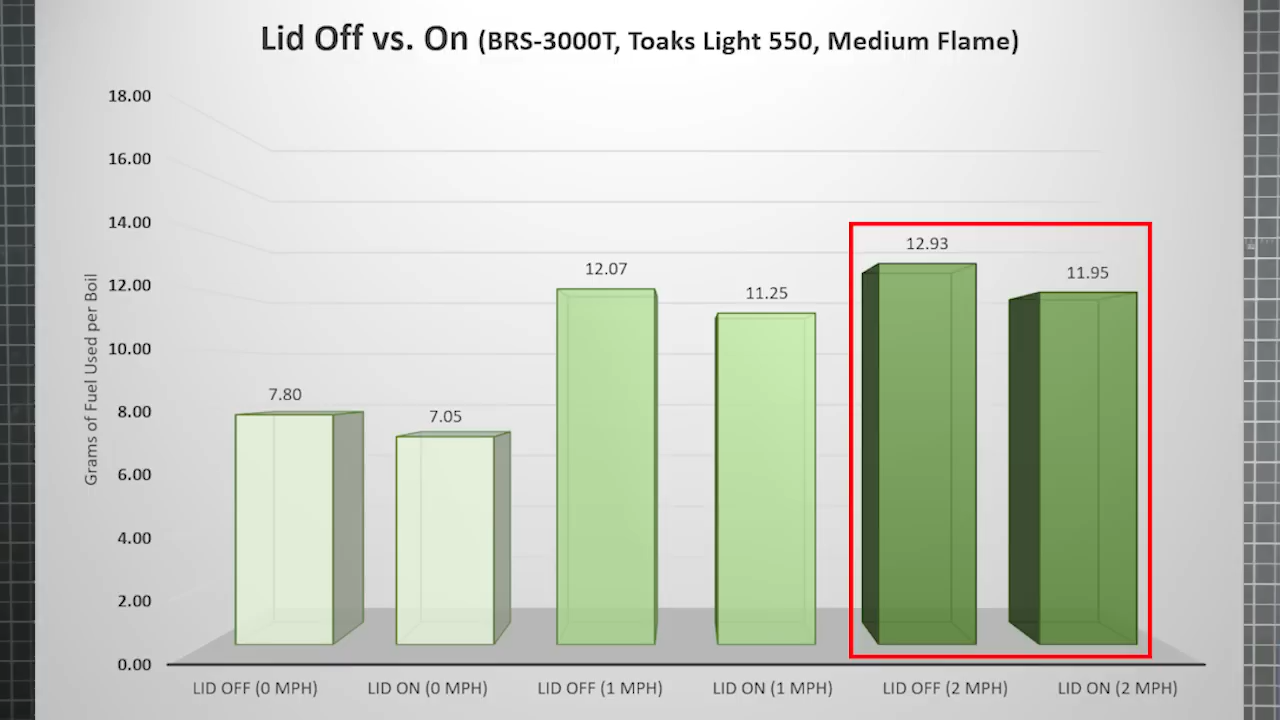 Lid Off vs. On (BRS-3000T, Toaks Light 550, Medium Flame)
18.00
16.00
14.00
12.00
10.00
8.00
6.00
4.00
2.00
0.00
Grams of Fuel Used per Boil
7.80
7.05
12.07
11.25
12.93
11.95
LID OFF (0 MPH)
LID ON (0 MPH)
LID OFF (1 MPH)
LID ON (1 MPH)
LID OFF (2 MPH)
LID ON (2 MPH)